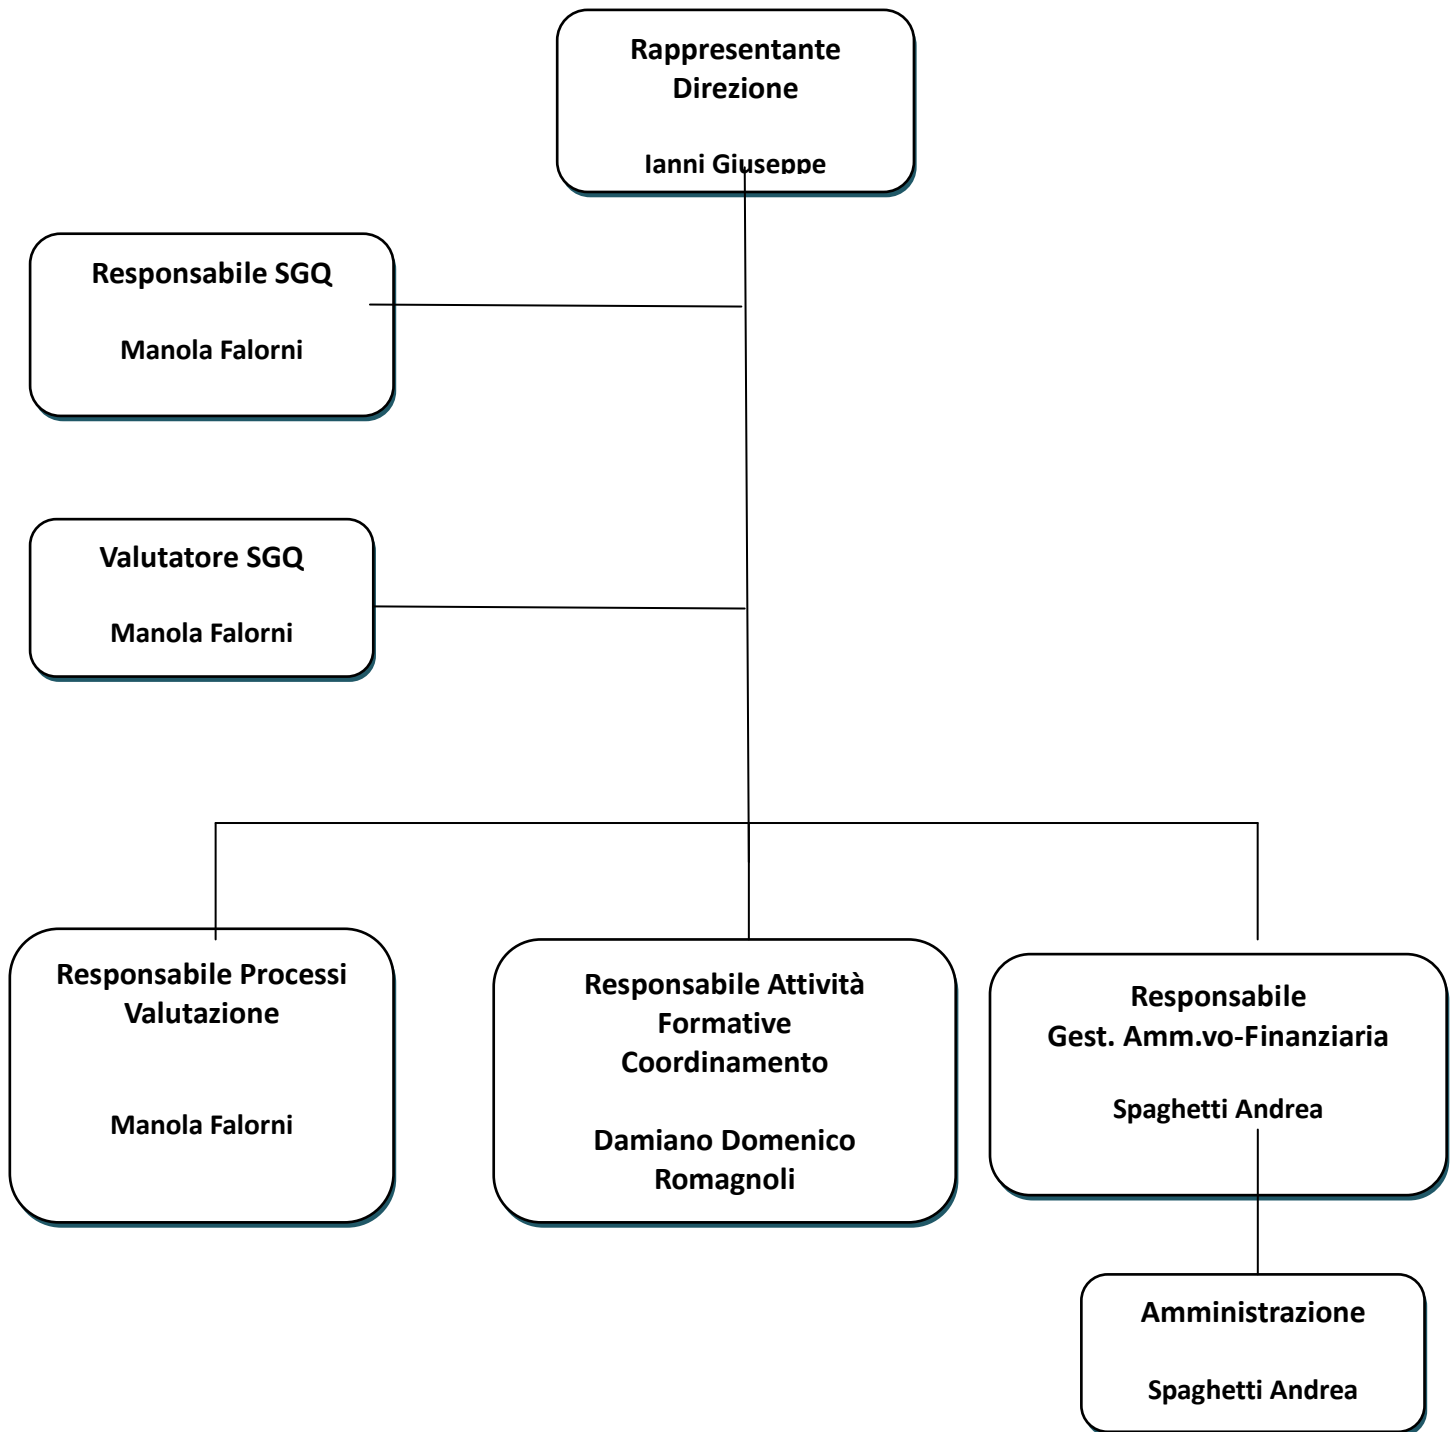 Rappresentante
Direzione
Ianni Giuseppe
Responsabile SGQ
Manola Falorni
Valutatore SGQ
Manola Falorni
Responsabile Processi
Valutazione
Manola Falorni
Responsabile Attività
Formative
Coordinamento
Damiano Domenico
Romagnoli
Responsabile
Gest. Amm.vo-Finanziaria
Spaghetti Andrea
Amministrazione
Spaghetti Andrea